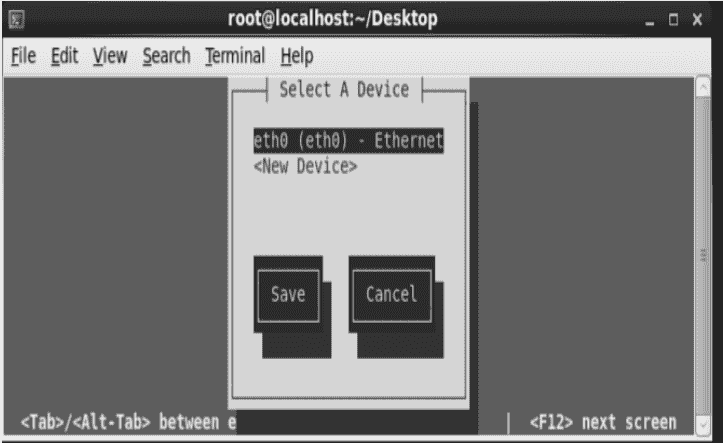 root@localhost:~/Desktop
File Edit View Search Terminal Help
Select A Device
eth0 (eth0) - Ethernet
<New Device>
Save Cancel
<Tab>/<Alt-Tab> between e | <F12> next screen